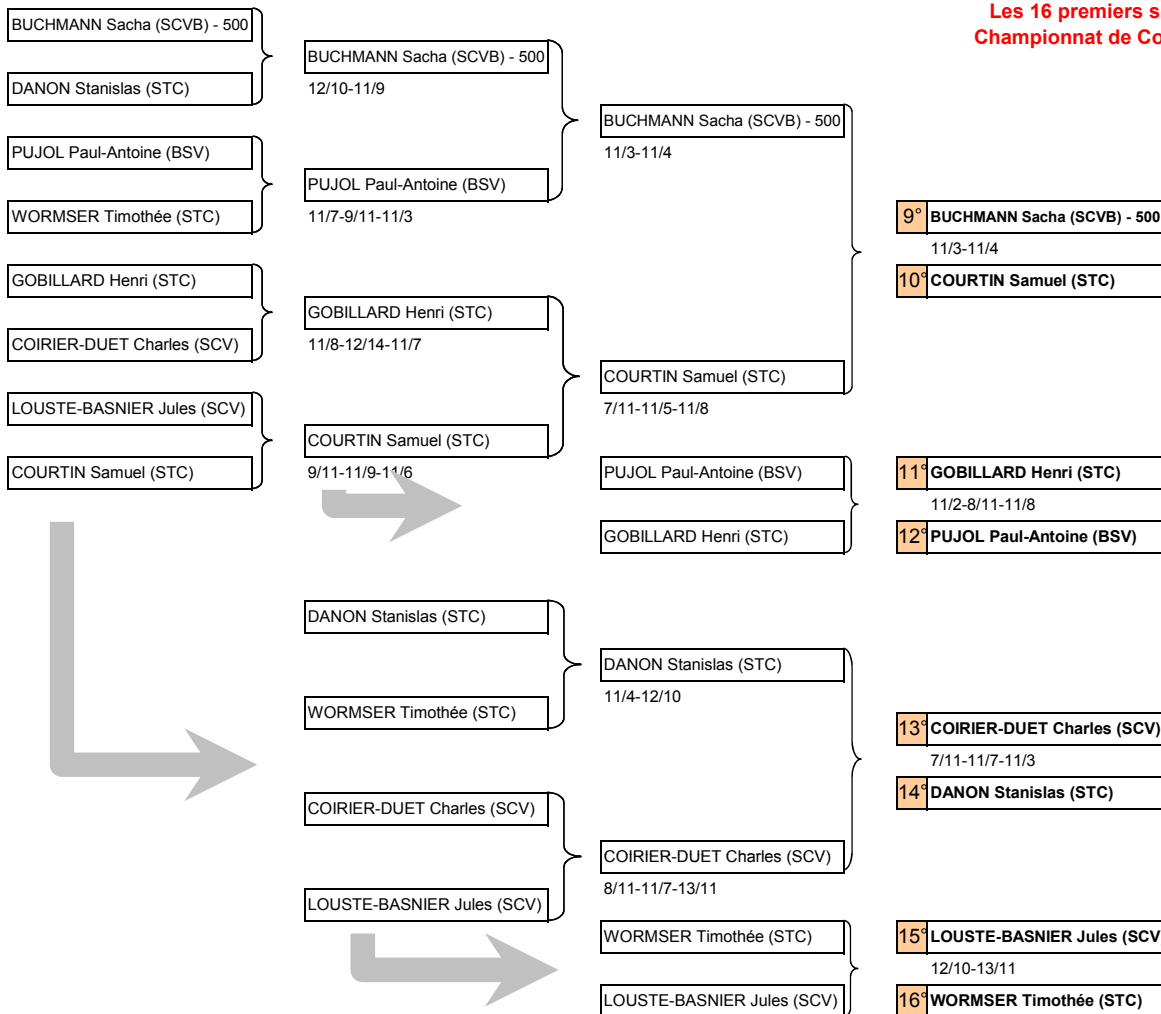 Les 16 premiers s
Championnat de Co
BUCHMANN Sacha (SCVB) - 500
DANON Stanislas (STC)
PUJOL Paul-Antoine (BSV)
WORMSER Timothée (STC)
GOBILLARD Henri (STC)
COIRIER-DUET Charles (SCV)
LOUSTE-BASNIER Jules (SCV)
COURTIN Samuel (STC)
BUCHMANN Sacha (SCVB) - 500
12/10-11/9
PUJOL Paul-Antoine (BSV)
11/7-9/11-11/3
GOBILLARD Henri (STC)
11/8-12/14-11/7
COURTIN Samuel (STC)
9/11-11/9-11/6
DANON Stanislas (STC)
WORMSER Timothée (STC)
COIRIER-DUET Charles (SCV)
LOUSTE-BASNIER Jules (SCV)
BUCHMANN Sacha (SCVB) - 500
11/3-11/4
COURTIN Samuel (STC)
7/11-11/5-11/8
PUJOL Paul-Antoine (BSV)
GOBILLARD Henri (STC)
DANON Stanislas (STC)
11/4-12/10
COIRIER-DUET Charles (SCV)
8/11-11/7-13/11
WORMSER Timothée (STC)
LOUSTE-BASNIER Jules (SCV)
9° BUCHMANN Sacha (SCVB) - 500
11/3-11/4
10° COURTIN Samuel (STC)
11° GOBILLARD Henri (STC)
11/2-8/11-11/8
12° PUJOL Paul-Antoine (BSV)
13° COIRIER-DUET Charles (SCV)
7/11-11/7-11/3
14° DANON Stanislas (STC)
15° LOUSTE-BASNIER Jules (SCV
12/10-13/11
16° WORMSER Timothée (STC)